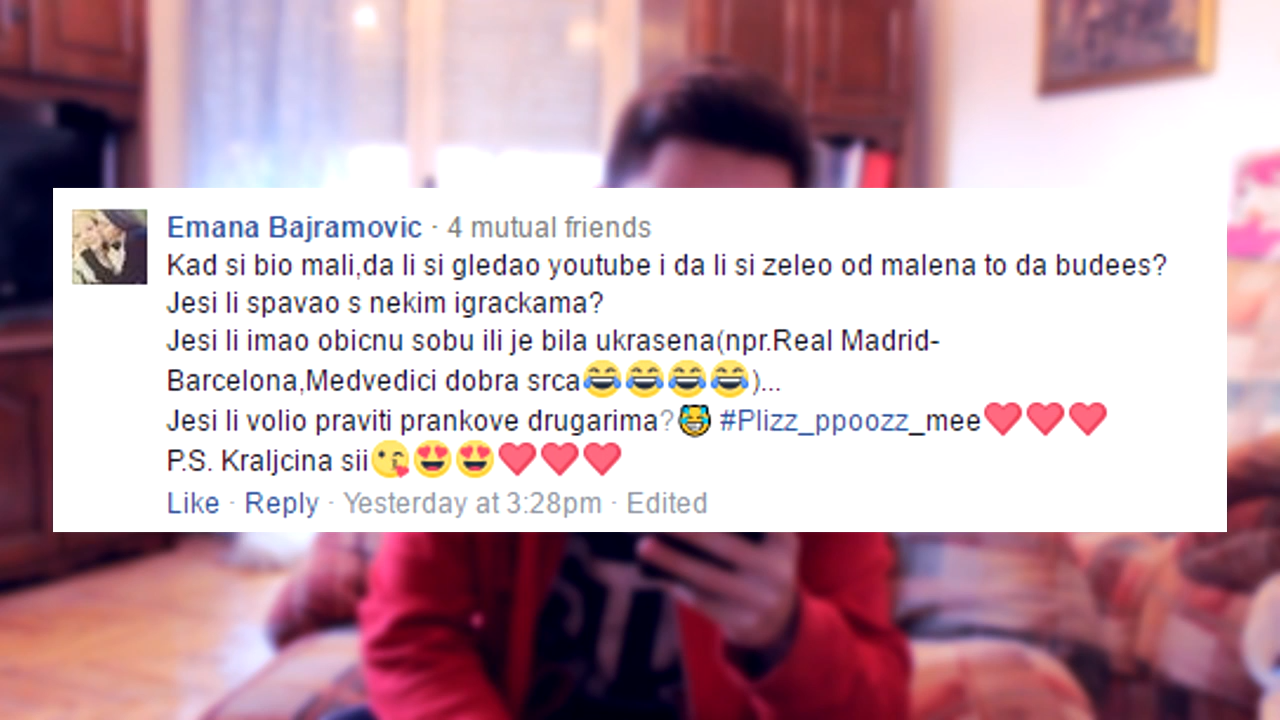 Emana Bajramovic · 4 mutual friends
Kad si bio mali,da li si gledao youtube i da li si zeleo od malena to da budees?
Jesi li spavao s nekim igrackama?
Jesi li imao obicnu sobu ili je bila ukrasena(npr.Real Madrid-
Barcelona,Medvedici dobra srca😂😂😂😂)...
Jesi li volio praviti prankove drugarima?😹 #Plizz_ppoozz_mee❤❤❤
P.S. Kraljcina sii😘😍😍❤❤❤
Like · Reply · Yesterday at 3:28pm · Edited